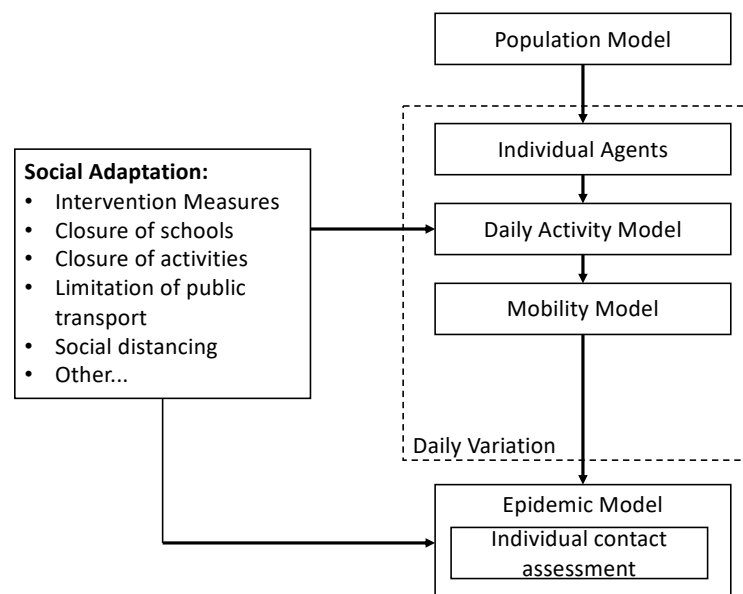 Population Model
Individual Agents
Social Adaptation:
• Intervention Measures
• Closure of schools
• Closure of activities
• Limitation of public
transport
• Social distancing
• Other...
Daily Activity Model
Mobility Model
Daily Variation
Epidemic Model
Individual contact
assessment